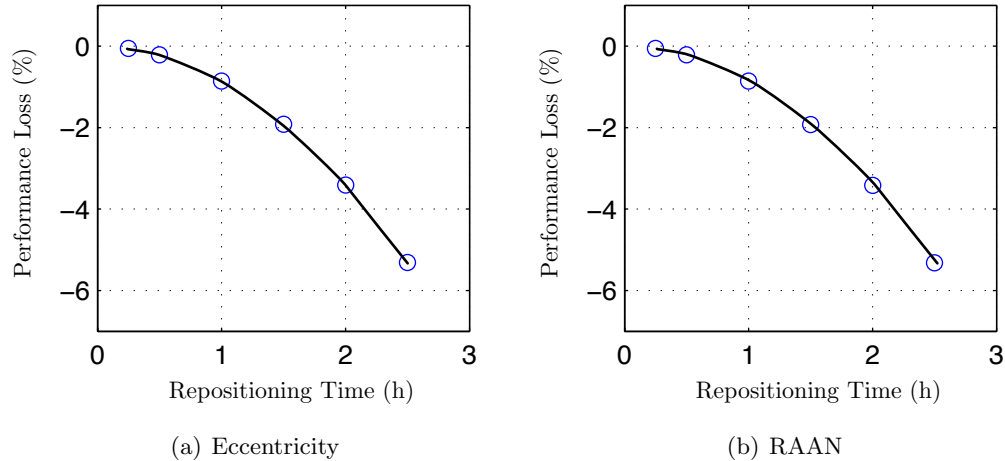 Performance Loss (%)
0
−2
−4
−6
0
1
2
3
Repositioning Time (h)
(a) Eccentricity
Performance Loss (%)
0
−2
−4
−6
0
1
2
3
Repositioning Time (h)
(b) RAAN